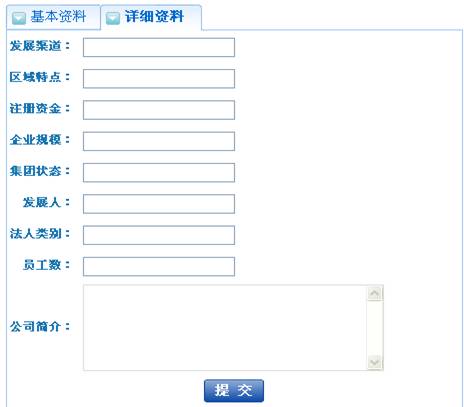 基本资料 详细资料
发展渠道：
区域特点：
注册资金：
企业规模：
集团状态：
发展人：
法人类别：
员工数：
公司简介：
提 交